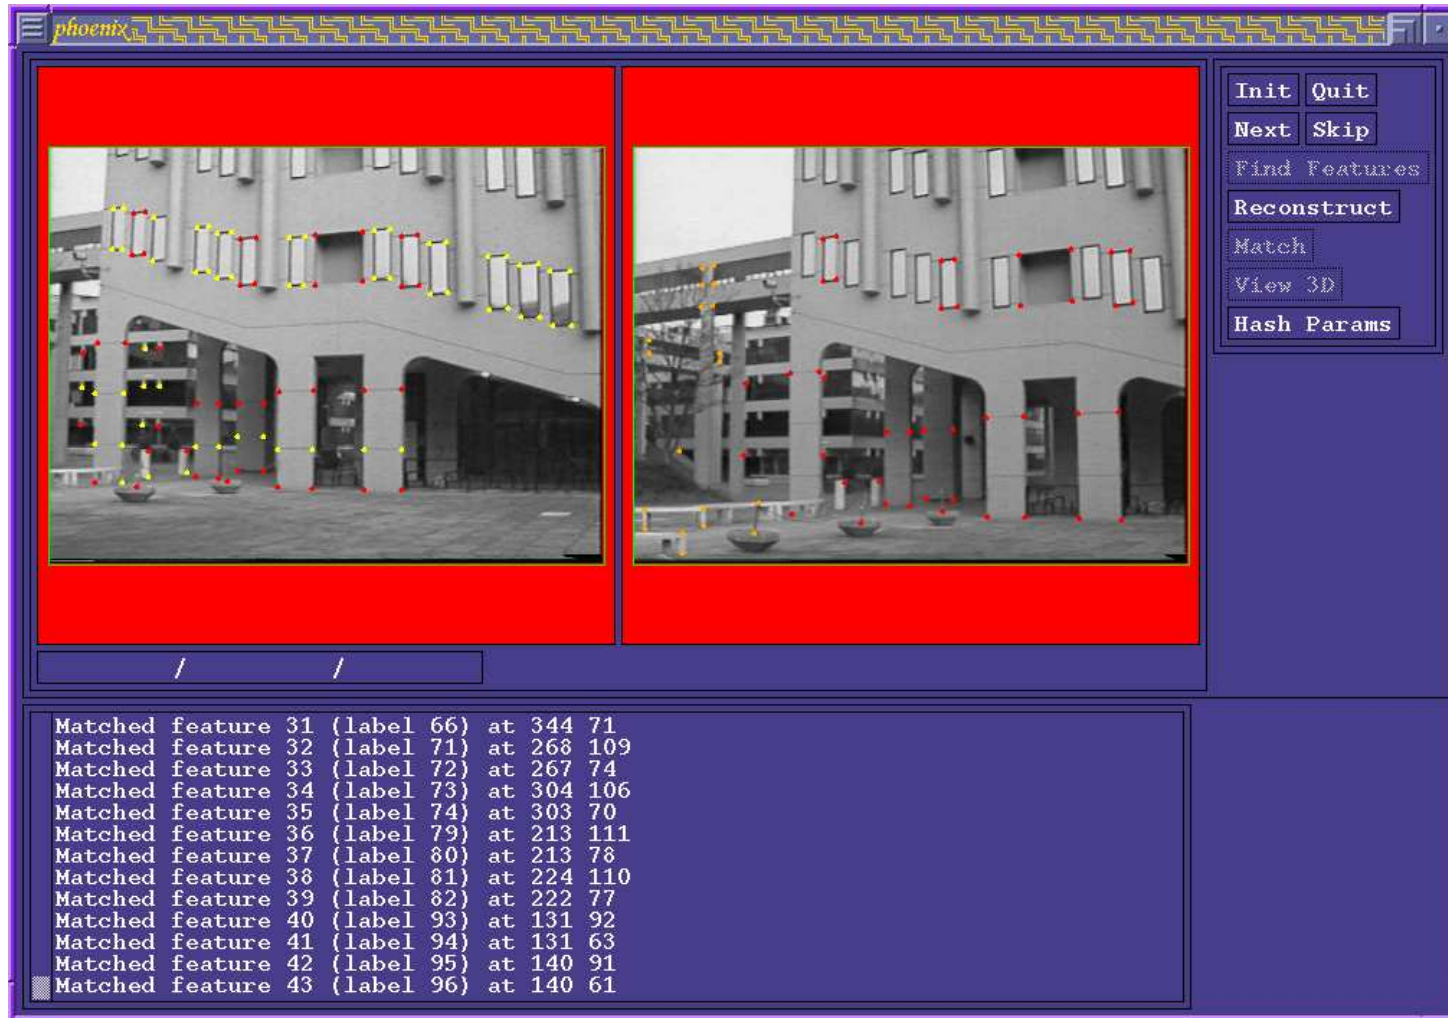 phoenix
Init Quit
Next Skip
Find Features
Reconstruct
Match
View 3D
Hash Params
/ /
Matched feature 31 (label 66) at 344 71
Matched feature 32 (label 71) at 268 109
Matched feature 33 (label 72) at 267 74
Matched feature 34 (label 73) at 304 106
Matched feature 35 (label 74) at 303 70
Matched feature 36 (label 79) at 213 111
Matched feature 37 (label 80) at 213 78
Matched feature 38 (label 81) at 224 110
Matched feature 39 (label 82) at 222 77
Matched feature 40 (label 93) at 131 92
Matched feature 41 (label 94) at 131 63
Matched feature 42 (label 95) at 140 91
Matched feature 43 (label 96) at 140 61